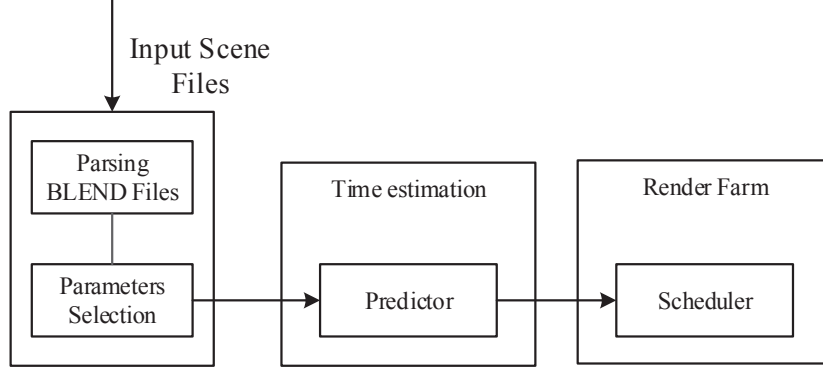 Input Scene
Files
Parsing
BLEND Files
Time estimation
Render Farm
Parameters
Selection
Predictor
Scheduler